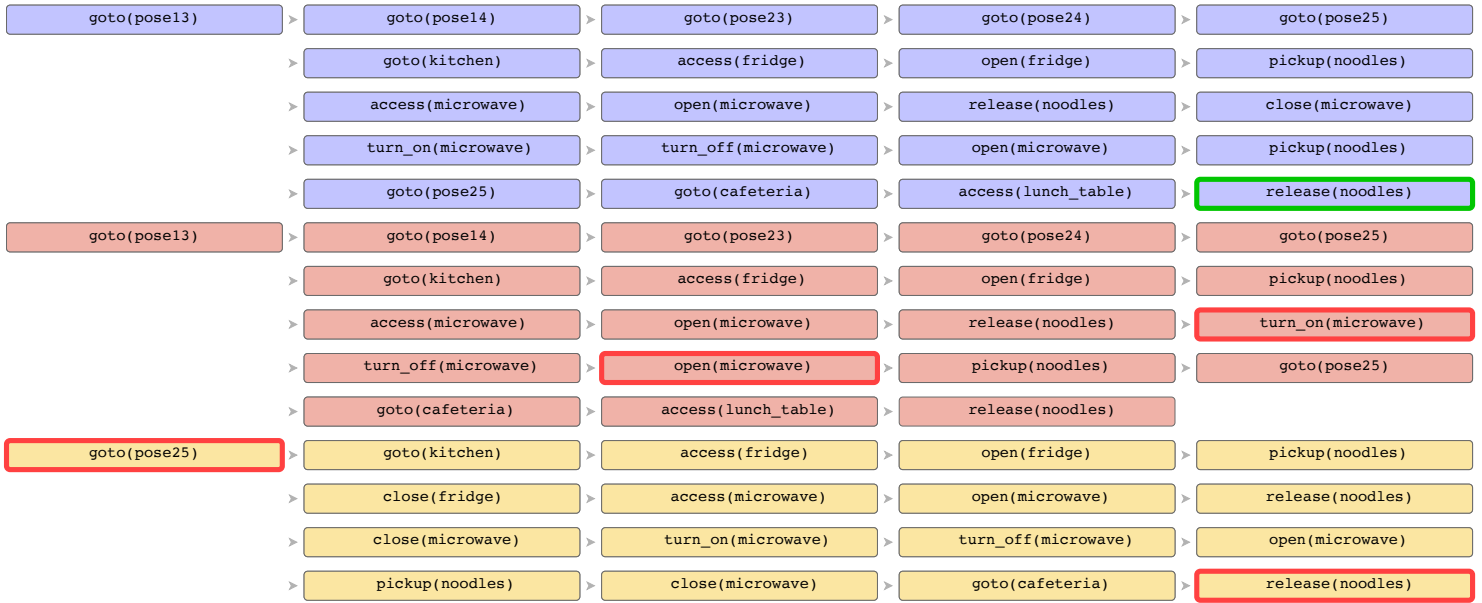 goto(pose13) goto(pose14) goto(pose23) goto(pose24) goto(pose25)
goto(kitchen) access(fridge) open(fridge) pickup(noodles)
access(microwave) open(microwave) release(noodles) close(microwave)
turn_on(microwave) turn_off(microwave) open(microwave) pickup(noodles)
goto(pose25) goto(cafeteria) access(lunch_table) release(noodles)
goto(pose13) goto(pose14) goto(pose23) goto(pose24) goto(pose25)
goto(kitchen) access(fridge) open(fridge) pickup(noodles)
access(microwave) open(microwave) release(noodles) turn_on(microwave)
turn_off(microwave) open(microwave) pickup(noodles) goto(pose25)
goto(cafeteria) access(lunch_table) release(noodles)
goto(pose25) goto(kitchen) access(fridge) open(fridge) pickup(noodles)
close(fridge) access(microwave) open(microwave) release(noodles)
close(microwave) turn_on(microwave) turn_off(microwave) open(microwave)
pickup(noodles) close(microwave) goto(cafeteria) release(noodles)